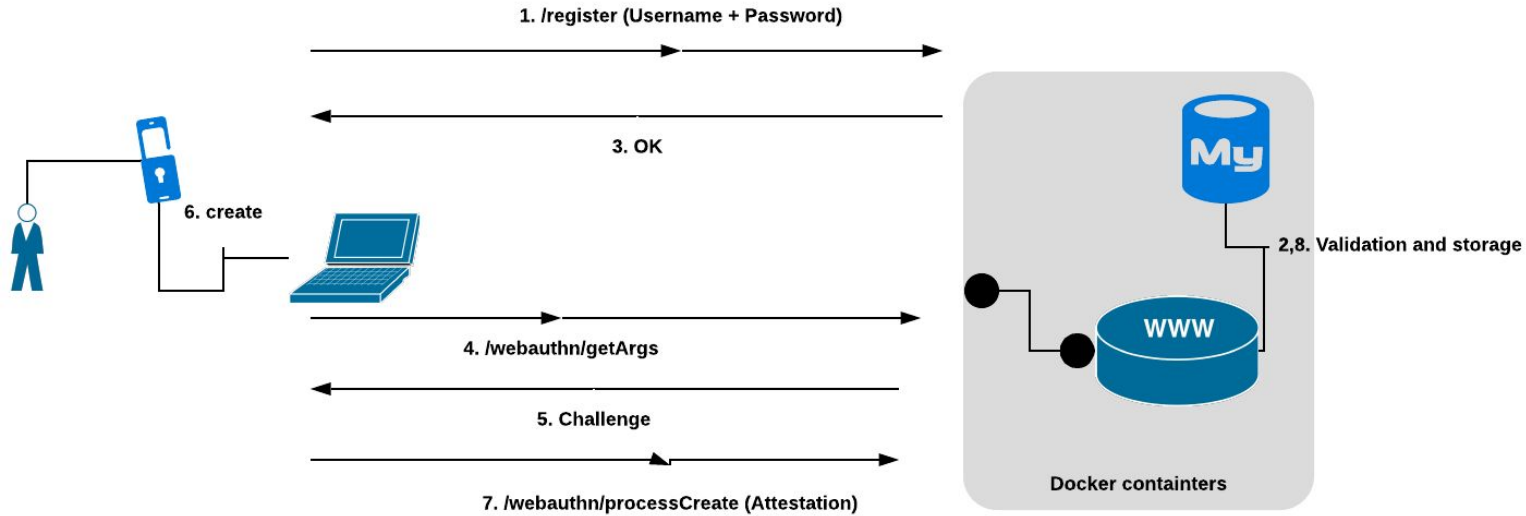 1. /register (Username + Password)
3. OK
My
6. create
2,8. Validation and storage
WWW
4. /webauthn/getArgs
5. Challenge
Docker containters
7. /webauthn/processCreate (Attestation)